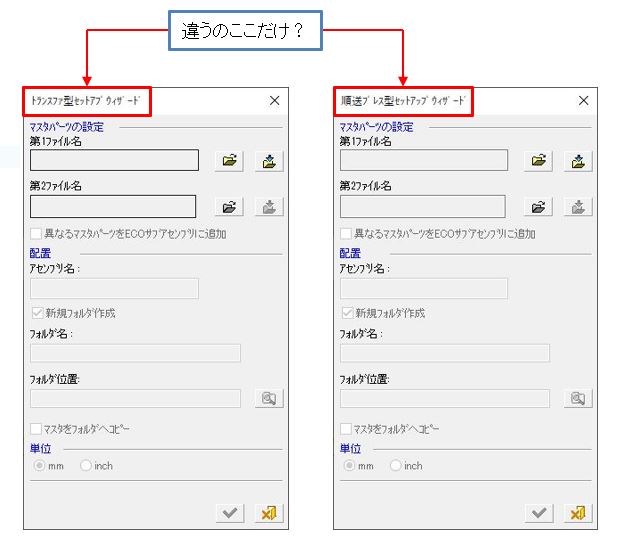 違うのここだけ？
ﾄﾗﾝｽﾌｧ型ｾｯﾄｱﾌﾟｳｨｻﾞｰﾄﾞ
ﾏｽﾀﾊﾟｰﾂの設定
第1ﾌｧｲﾙ名
第2ﾌｧｲﾙ名
異なるﾏｽﾀﾊﾟｰﾂをECOｻﾌﾞｱｾﾝﾌﾞﾘに追加
配置
ｱｾﾝﾌﾞﾘ名：
新規ﾌｫﾙﾀﾞ作成
ﾌｫﾙﾀﾞ名：
ﾌｫﾙﾀﾞ位置:
ﾏｽﾀをﾌｫﾙﾀﾞへｺﾋﾟｰ
単位
mm inch
順送ﾌﾟﾚｽ型ｾｯﾄｱｯﾌﾟｳｨｻﾞｰﾄﾞ
ﾏｽﾀﾊﾟｰﾂの設定
第1ﾌｧｲﾙ名
第2ﾌｧｲﾙ名
異なるﾏｽﾀﾊﾟｰﾂをECOｻﾌﾞｱｾﾝﾌﾞﾘに追加
配置
ｱｾﾝﾌﾞﾘ名：
新規ﾌｫﾙﾀﾞ作成
ﾌｫﾙﾀﾞ名：
ﾌｫﾙﾀﾞ位置:
ﾏｽﾀをﾌｫﾙﾀﾞへｺﾋﾟｰ
単位
mm inch